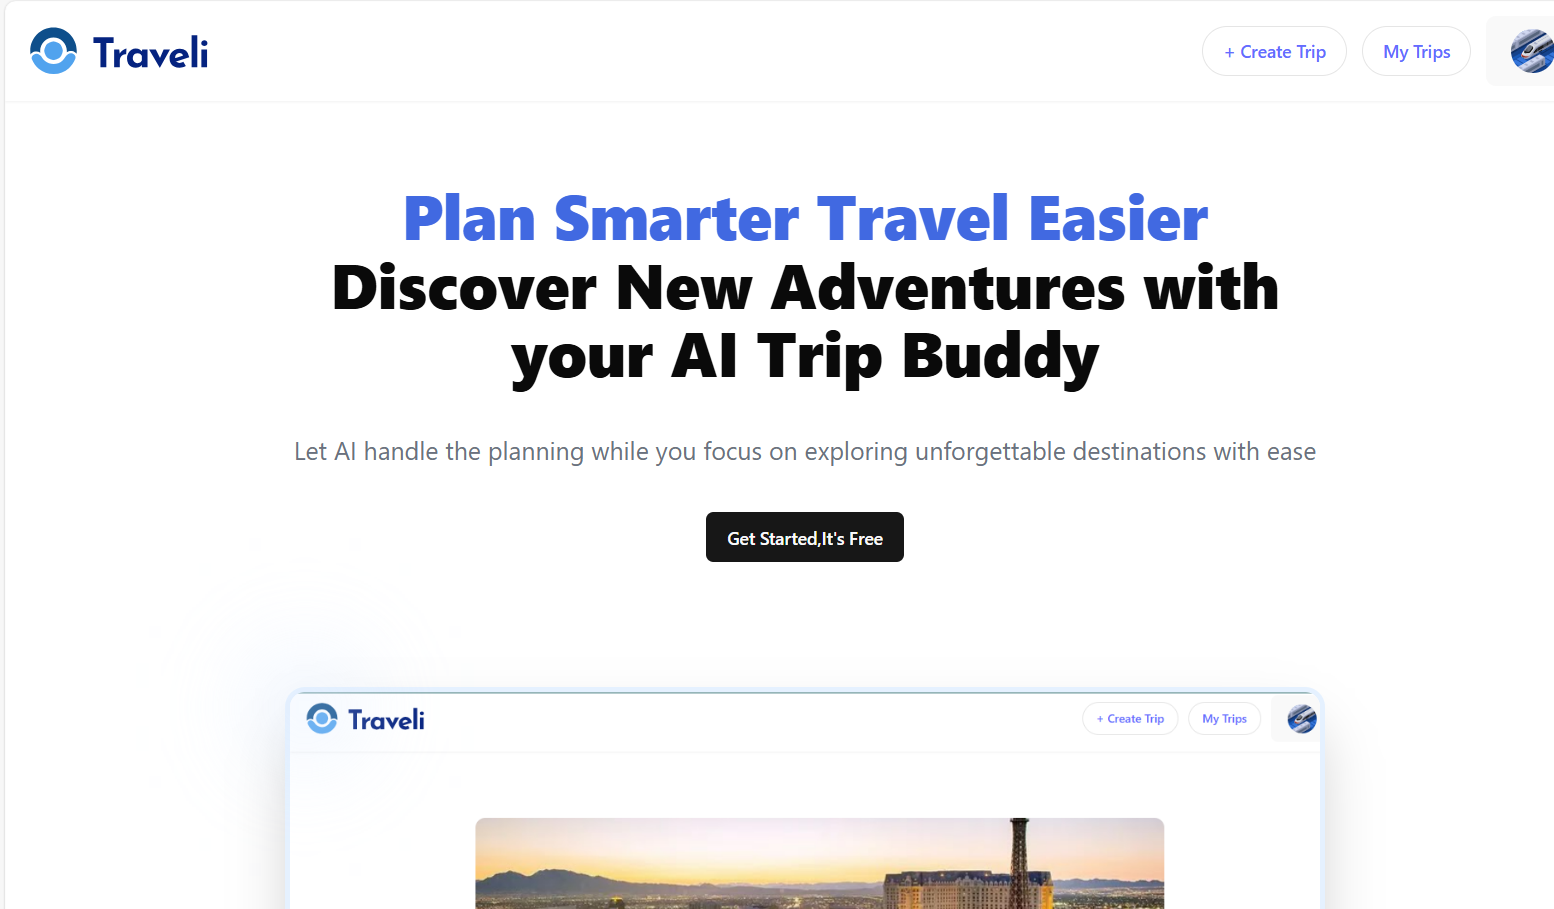 Traveli
+ Create Trip
My Trips
Plan Smarter Travel Easier
Discover New Adventures with
your AI Trip Buddy
Let AI handle the planning while you focus on exploring unforgettable destinations with ease
Get Started,It's Free
Traveli
+ Create Trip
My Trips